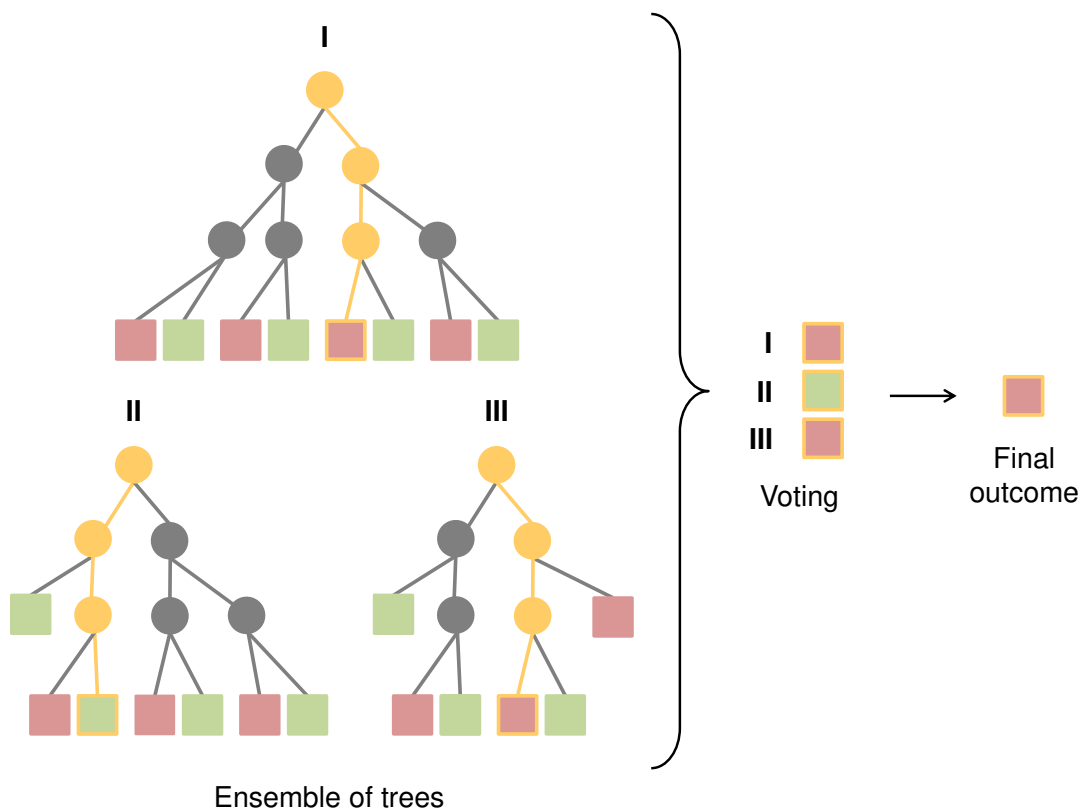 I
II
III
Ensemble of trees
I
II
III
Voting
Final
outcome